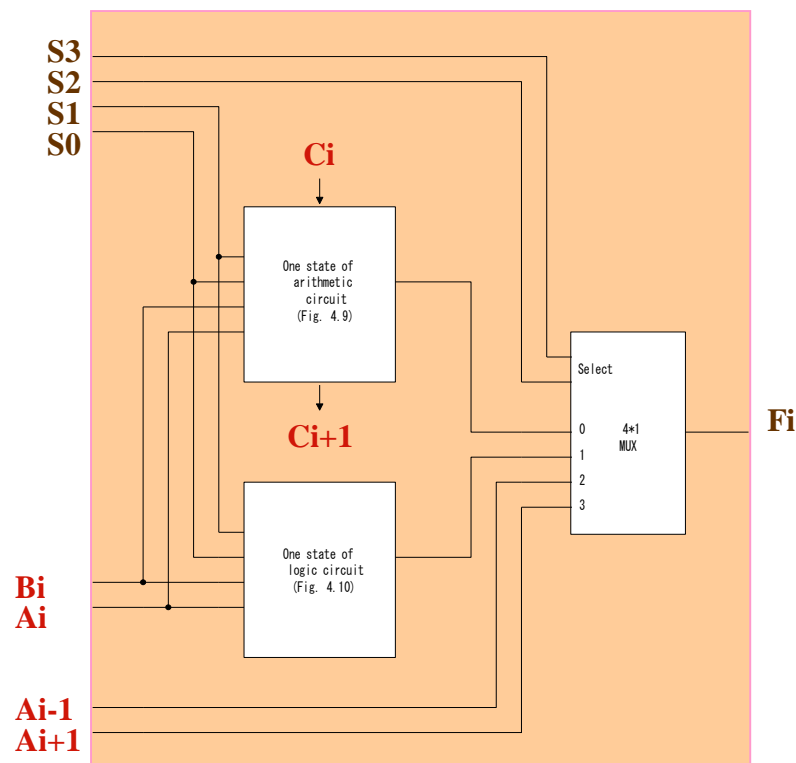 S3
S2
S1
S0
Ci
One state of
arithmetic
circuit
(Fig. 4.9)
Ci+1
Select
0
1
2
3
4*1
MUX
Fi
One state of
logic circuit
(Fig. 4.10)
Bi
Ai
Ai-1
Ai+1